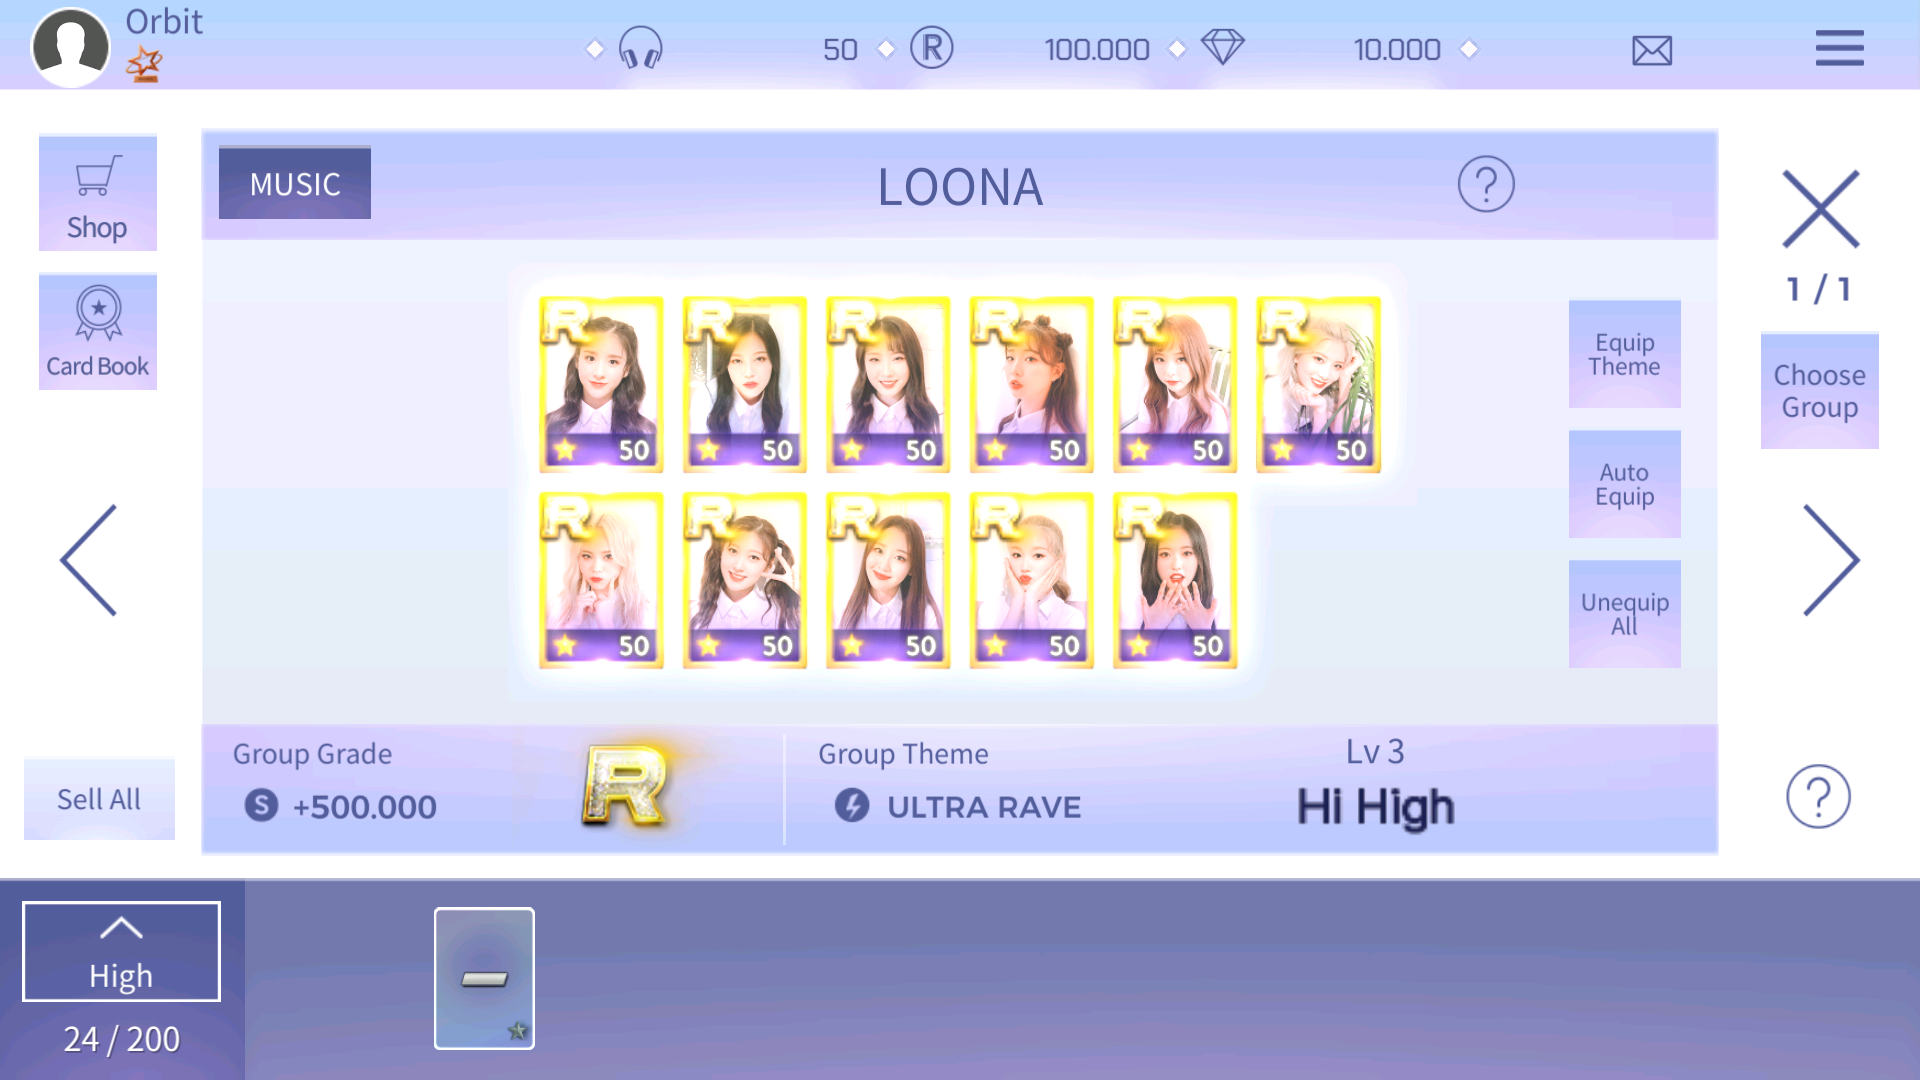 Orbit
50
R
100.000
10.000
Shop
Card Book
MUSIC
LOONA
?
1 / 1
Choose
Group
R R R R R R
50 50 50 50 50 50
R R R R R
50 50 50 50 50
Equip
Theme
Auto
Equip
Unequip
All
Sell All
Group Grade
S +500.000
R
Group Theme
ULTRA RAVE
Lv 3
Hi High
?
High
24 / 200